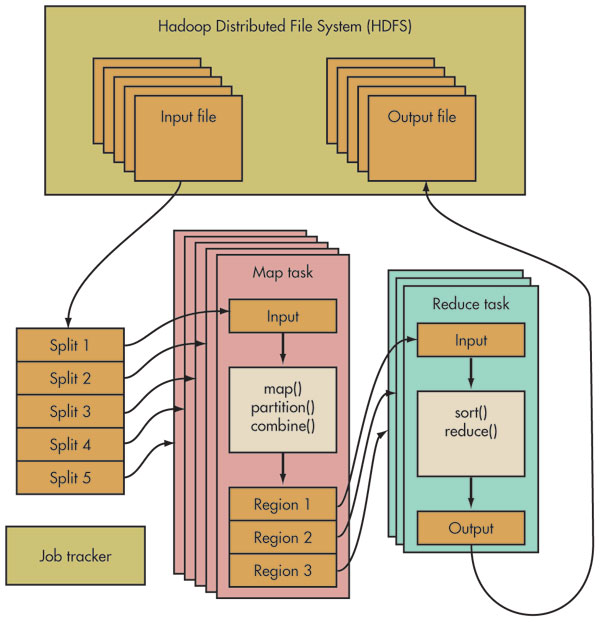 Hadoop Distributed File System (HDFS)
Input file
Output file
Map task
Input
map()
partition()
combine()
Region 1
Region 2
Region 3
Reduce task
Input
sort()
reduce()
Output
Split 1
Split 2
Split 3
Split 4
Split 5
Job tracker